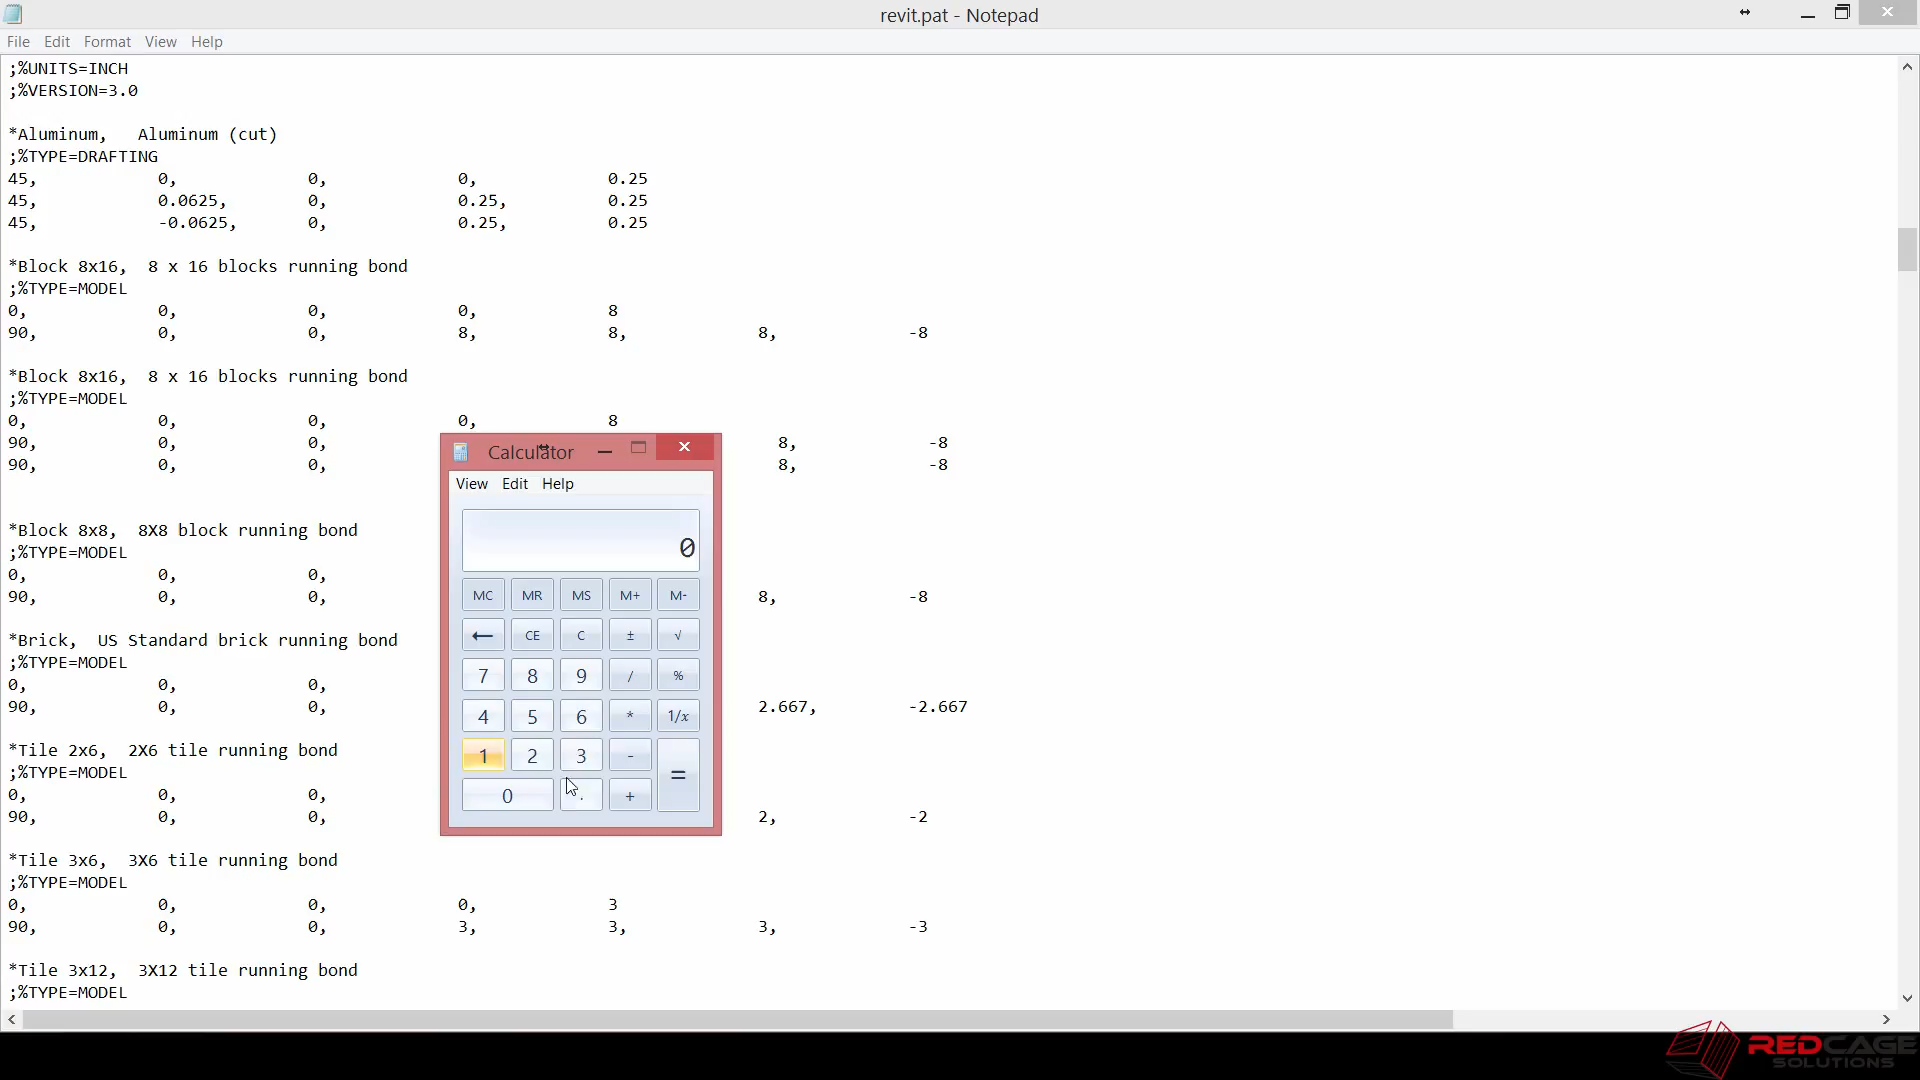 revit.pat - Notepad
File Edit Format View Help
;%UNITS=INCH
;%VERSION=3.0
*Aluminum, Aluminum (cut)
;%TYPE=DRAFTING
45, 0, 0, 0, 0.25
45, 0.0625, 0, 0.25, 0.25
45, -0.0625, 0, 0.25, 0.25
*Block 8x16, 8 x 16 blocks running bond
;%TYPE=MODEL
0, 0, 0, 0, 8
90, 0, 0, 8, 8, 8, -8
*Block 8x16, 8 x 16 blocks running bond
;%TYPE=MODEL
0, 0, 0, 0, 8
90, 0, 0, 8, -8
90, 0, 0, 8, -8
*Block 8x8, 8X8 block running bond
;%TYPE=MODEL
0, 0, 0,
90, 0, 0, 8, -8
*Brick, US Standard brick running bond
;%TYPE=MODEL
0, 0, 0,
90, 0, 0, 2.667, -2.667
*Tile 2x6, 2X6 tile running bond
;%TYPE=MODEL
0, 0, 0,
90, 0, 0, 2, -2
*Tile 3x6, 3X6 tile running bond
;%TYPE=MODEL
0, 0, 0, 0, 3
90, 0, 0, 3, 3, 3, -3
*Tile 3x12, 3X12 tile running bond
;%TYPE=MODEL
Calculator
View Edit Help
0
MC MR MS M+ M-
← CE C ± √
7 8 9 / %
4 5 6 * 1/x
1 2 3 -
=
0 . +
REDCAGE
SOLUTIONS